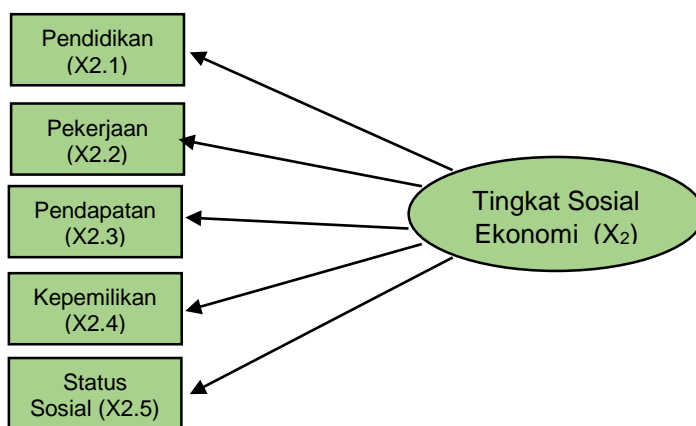 Pendidikan
(X2.1)
Pekerjaan
(X2.2)
Pendapatan
(X2.3)
Kepemilikan
(X2.4)
Status
Sosial (X2.5)
Tingkat Sosial
Ekonomi (X₂)